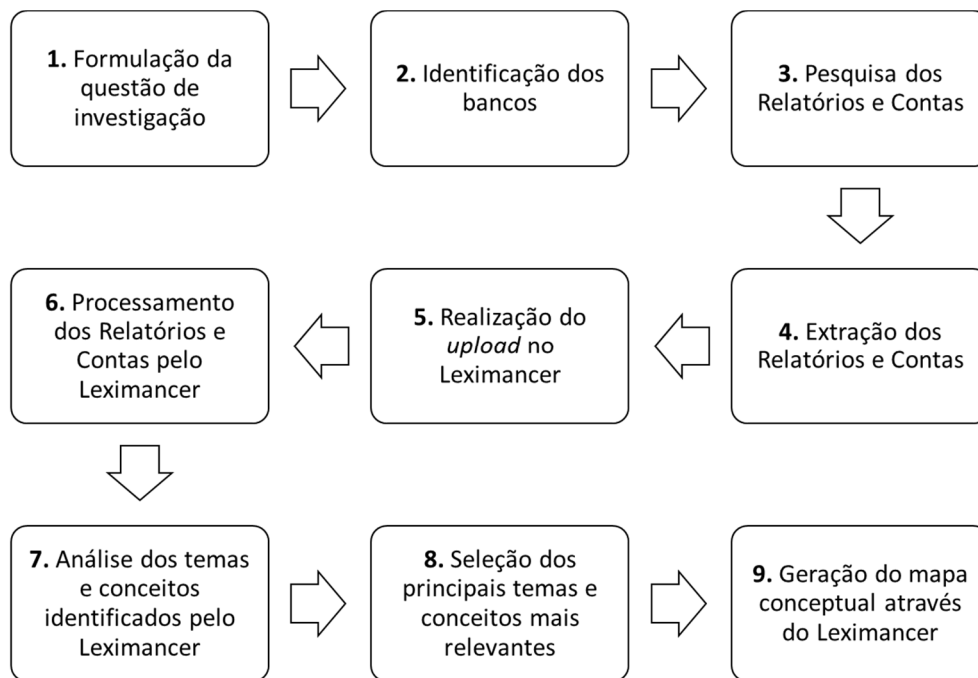 1. Formulação da
questão de
investigação
2. Identificação dos
bancos
3. Pesquisa dos
Relatórios e Contas
4. Extração dos
Relatórios e Contas
5. Realização do
upload no
Leximancer
6. Processamento
dos Relatórios e
Contas pelo
Leximancer
7. Análise dos temas
e conceitos
identificados pelo
Leximancer
8. Seleção dos
principais temas e
conceitos mais
relevantes
9. Geração do mapa
conceptual através
do Leximancer